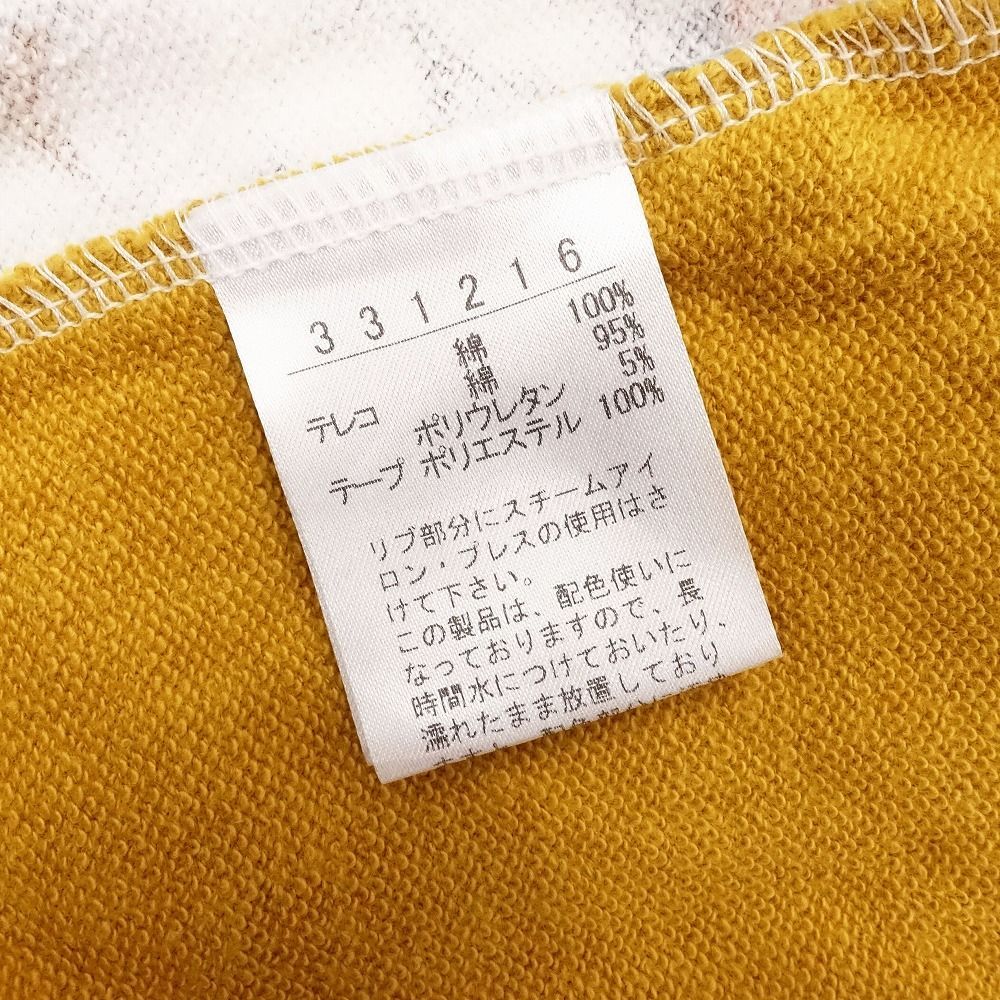 331216
綿 100%
綿 95%
テレコ ポリウレタン 5%
テープ ポリエステル 100%
リブ部分にスチームアイ
ロン・プレスの使用はさ
けて下さい。
この製品は、配色使いに
なっておりますので、長
時間水につけておいたり、
濡れたまま放置しており